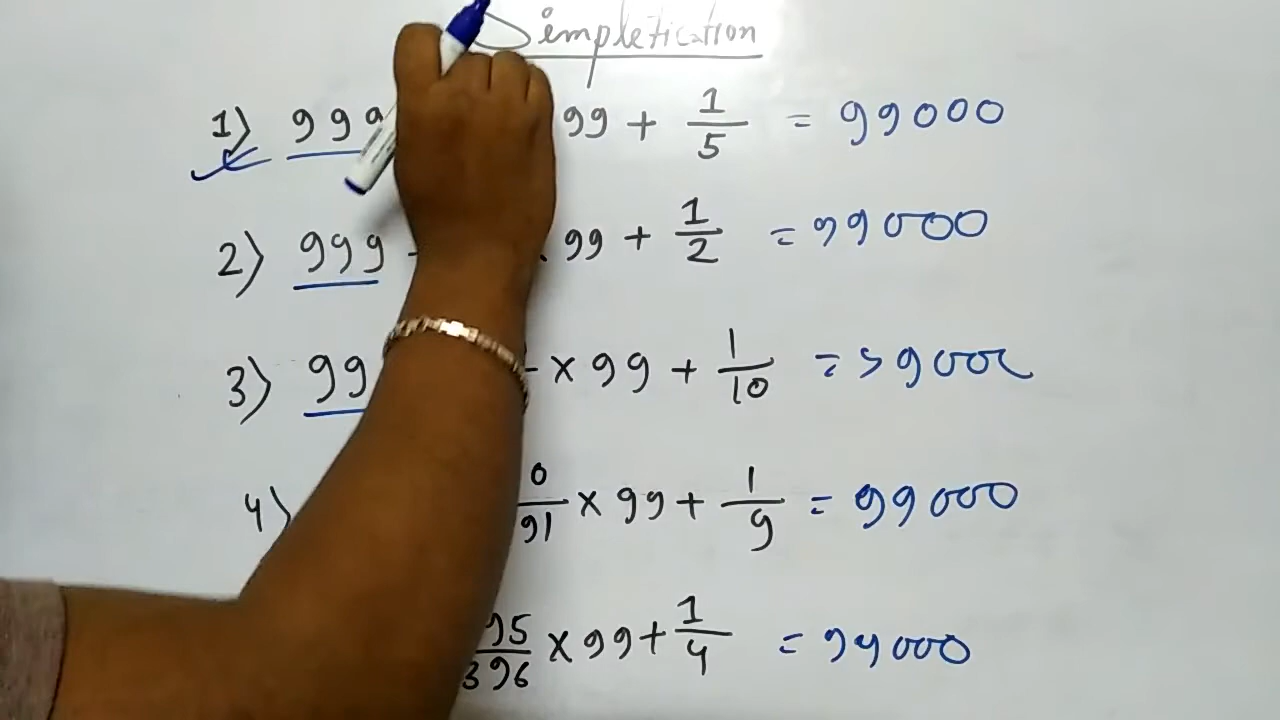 Simpletication
1) 999 99 + 1/5 = 99000
2) 999 - 99 + 1/2 = 99000
3) 99 - × 99 + 1/10 = 99000
4) 0/91 × 99 + 1/9 = 99000
95/396 × 99 + 1/4 = 99000